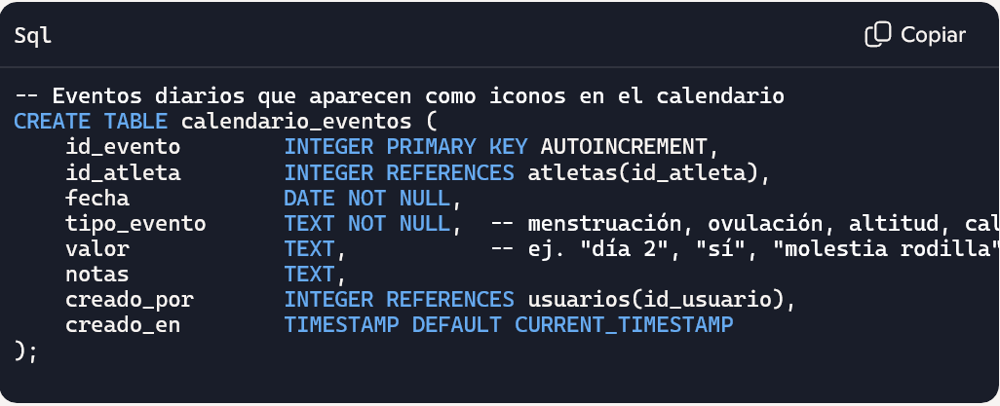 Sql
Copiar
-- Eventos diarios que aparecen como iconos en el calendario
CREATE TABLE calendario_eventos (
    id_evento        INTEGER PRIMARY KEY AUTOINCREMENT,
    id_atleta        INTEGER REFERENCES atletas(id_atleta),
    fecha            DATE NOT NULL,
    tipo_evento      TEXT NOT NULL,  -- menstruación, ovulación, altitud, cal
    valor            TEXT,           -- ej. "día 2", "sí", "molestia rodilla"
    notas            TEXT,
    creado_por       INTEGER REFERENCES usuarios(id_usuario),
    creado_en        TIMESTAMP DEFAULT CURRENT_TIMESTAMP
);